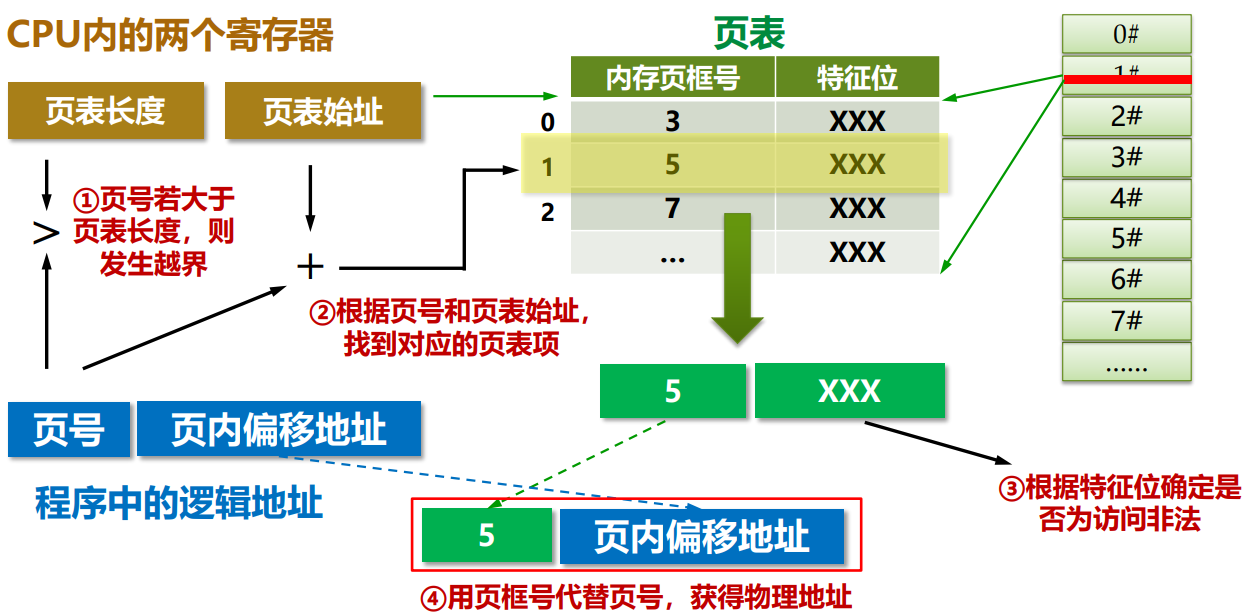 CPU内的两个寄存器
页表长度
页表始址
①页号若大于
页表长度，则
发生越界
>
+
②根据页号和页表始址，
找到对应的页表项
页号
页内偏移地址
程序中的逻辑地址
页表
内存页框号 特征位
0 3 XXX
1 5 XXX
2 7 XXX
... XXX
5 XXX
③根据特征位确定是
否为访问非法
5 页内偏移地址
④用页框号代替页号，获得物理地址
0#
1#
2#
3#
4#
5#
6#
7#
……